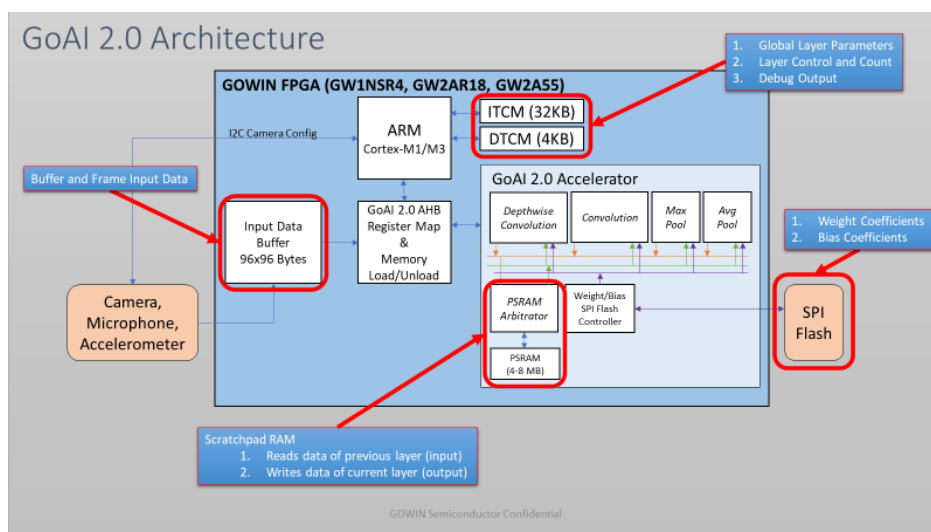 GoAI 2.0 Architecture
1. Global Layer Parameters
2. Layer Control and Count
3. Debug Output
GOWIN FPGA (GW1NSR4, GW2AR18, GW2A55)
ITCM (32KB)
DTCM (4KB)
I2C Camera Config
ARM
Cortex-M1/M3
Buffer and Frame Input Data
GoAI 2.0 Accelerator
Input Data
Buffer
96x96 Bytes
GoAI 2.0 AHB
Register Map
&
Memory
Load/Unload
Depthwise
Convolution
Convolution
Max
Pool
Avg
Pool
1. Weight Coefficients
2. Bias Coefficients
Camera,
Microphone,
Accelerometer
PSRAM
Arbitrator
Weight/Bias
SPI Flash
Controller
SPI
Flash
PSRAM
(4-8 MB)
Scratchpad RAM
1. Reads data of previous layer (input)
2. Writes data of current layer (output)
GOWIN Semiconductor Confidential